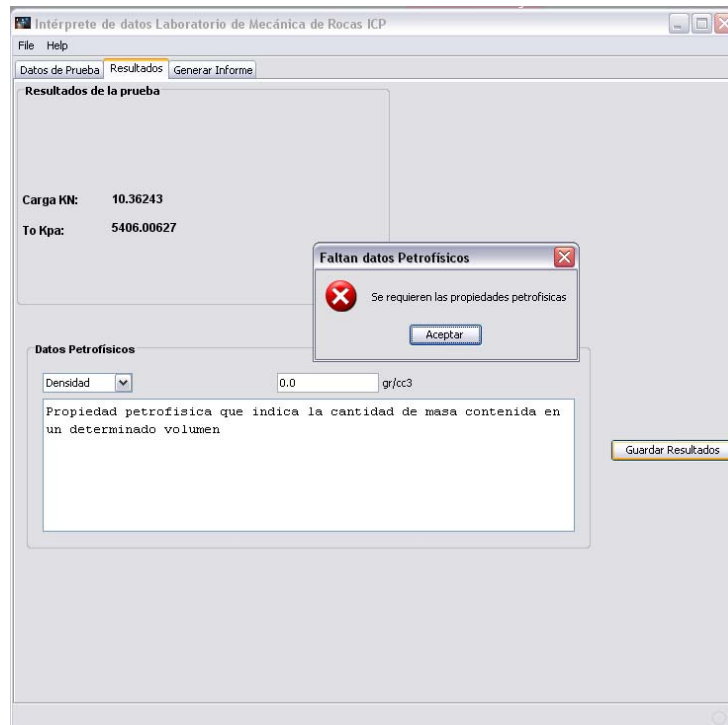 Intérprete de datos Laboratorio de Mecánica de Rocas ICP
File Help
Datos de Prueba Resultados Generar Informe
Resultados de la prueba
Carga KN: 10.36243
To Kpa: 5406.00627
Faltan datos Petrofísicos
Se requieren las propiedades petrofisicas
Aceptar
Datos Petrofísicos
Densidad 0.0 gr/cc3
Propiedad petrofisica que indica la cantidad de masa contenida en
un determinado volumen
Guardar Resultados